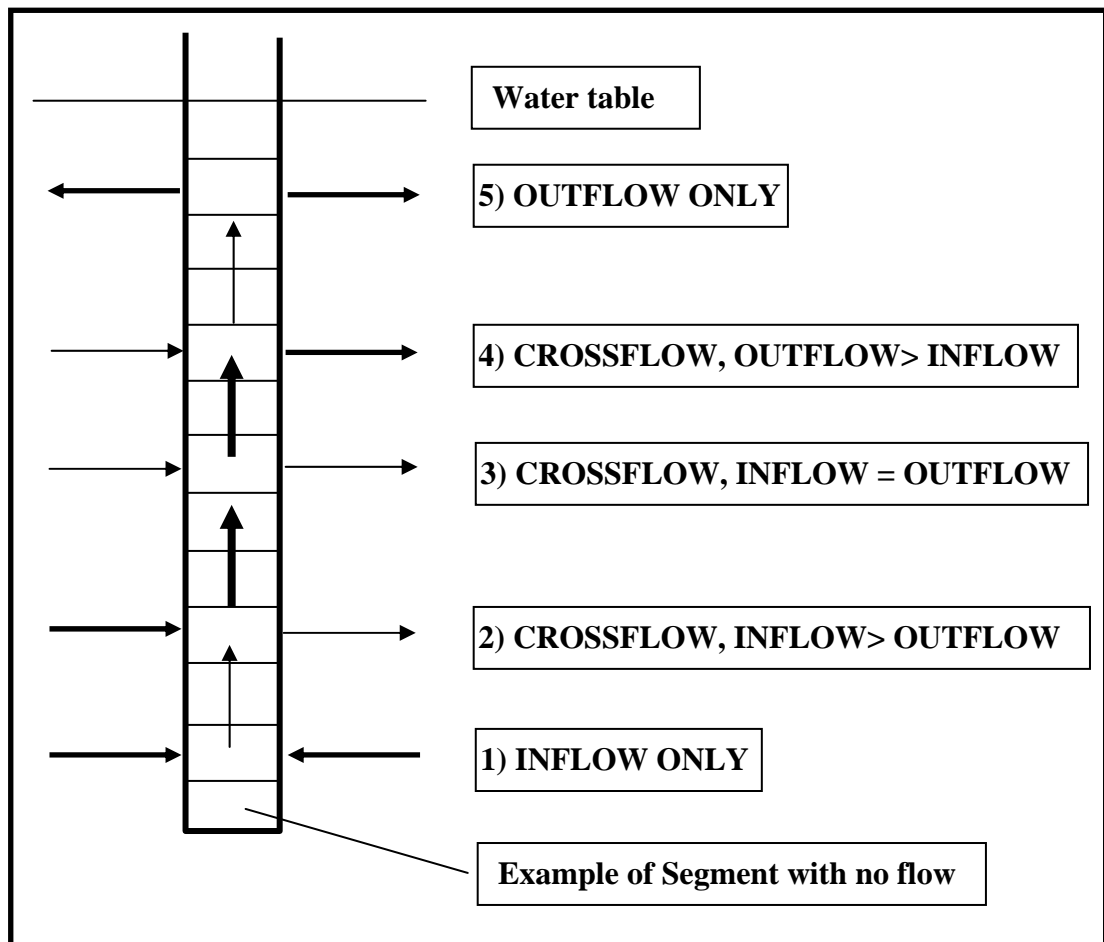 Water table
5) OUTFLOW ONLY
4) CROSSFLOW, OUTFLOW> INFLOW
3) CROSSFLOW, INFLOW = OUTFLOW
2) CROSSFLOW, INFLOW> OUTFLOW
1) INFLOW ONLY
Example of Segment with no flow